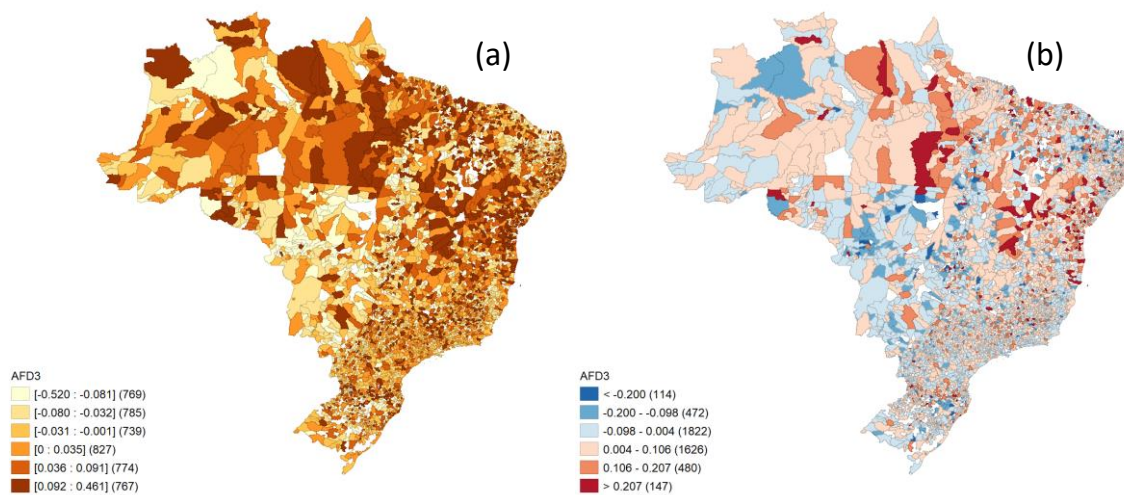 (a)
(b)
AFD3
[-0.520 : -0.081] (769)
[-0.080 : -0.032] (785)
[-0.031 : -0.001] (739)
[0 : 0.035] (827)
[0.036 : 0.091] (774)
[0.092 : 0.461] (767)
AFD3
< -0.200 (114)
-0.200 - -0.098 (472)
-0.098 - 0.004 (1822)
0.004 - 0.106 (1626)
0.106 - 0.207 (480)
> 0.207 (147)